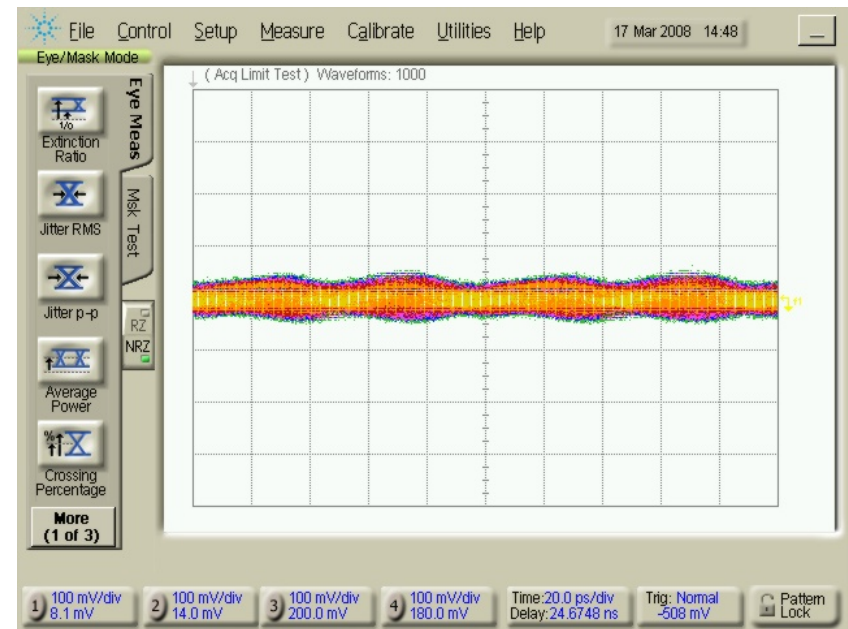 File Control Setup Measure Calibrate Utilities Help 17 Mar 2008 14:48
Eye/Mask Mode
( Acq Limit Test ) Waveforms: 1000
Eye Meas
Msk Test
1/0
Extinction
Ratio
Jitter RMS
Jitter p-p
RZ
NRZ
Average
Power
%
Crossing
Percentage
More
(1 of 3)
1) 100 mV/div
8.1 mV
2) 100 mV/div
14.0 mV
3) 100 mV/div
200.0 mV
4) 100 mV/div
180.0 mV
Time:20.0 ps/div
Delay:24.6748 ns
Trig: Normal
-508 mV
Pattern
Lock